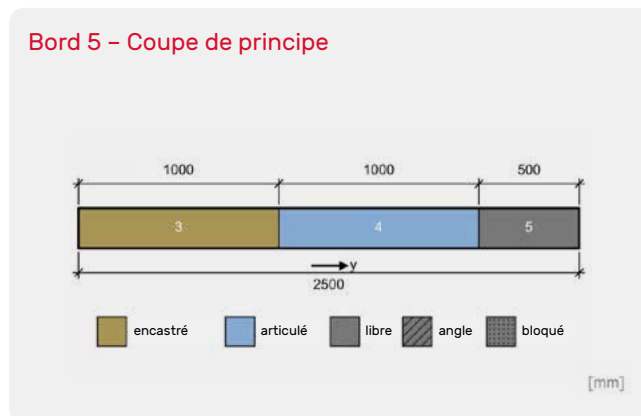 Bord 5 – Coupe de principe
1000 1000 500
3 4 5
y
2500
encastré articulé libre angle bloqué
[mm]